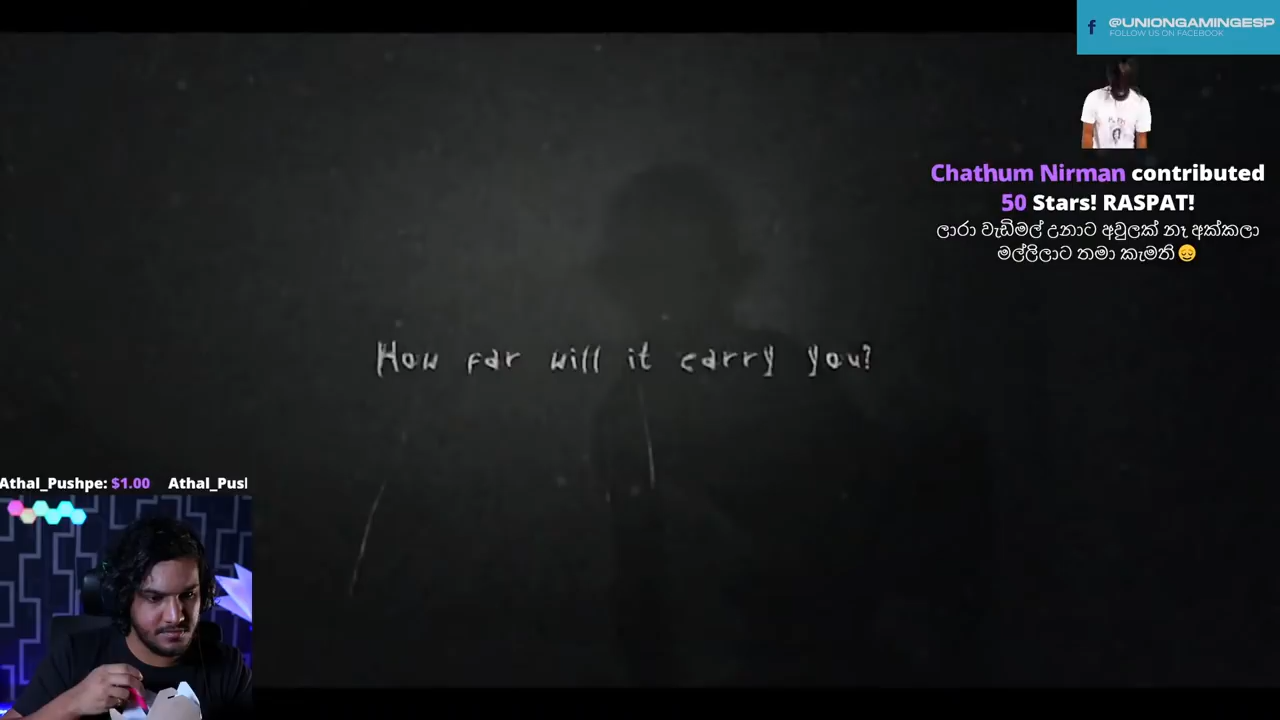 @UNIONGAMINGESP
FOLLOW US ON FACEBOOK
Chathum Nirman contributed
50 Stars! RASPAT!
ලාරා වැඩිමල් උනාට අවුලක් නෑ අක්කලා
මල්ලිලාට තමා කැමති😔
How far will it carry you?
Athal_Pushpe: $1.00 Athal_Pus